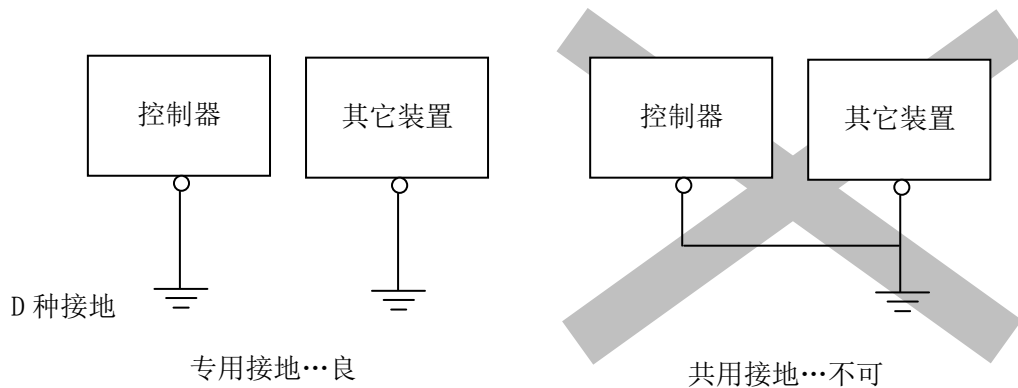 控制器
其它装置
控制器
其它装置
D 种接地
专用接地…良
共用接地…不可